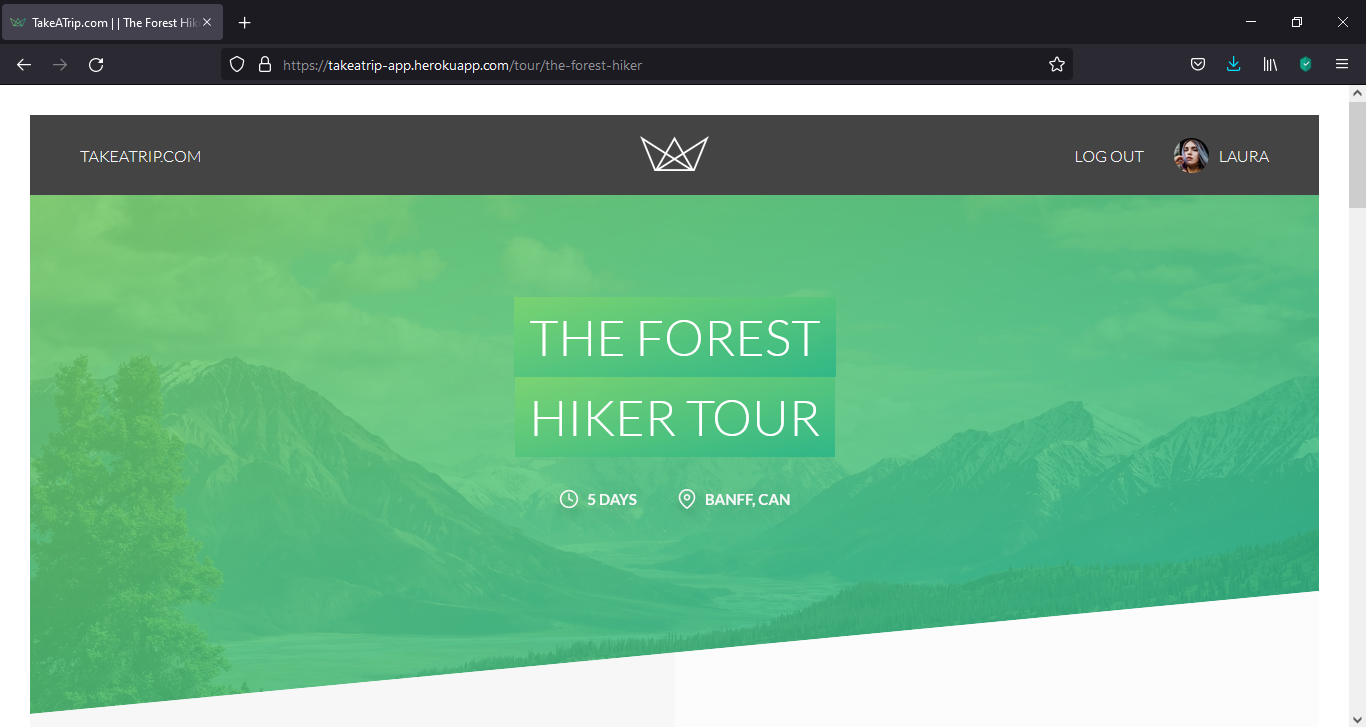 TakeATrip.com | | The Forest Hik
https://takeatrip-app.herokuapp.com/tour/the-forest-hiker
TAKEATRIP.COM
LOG OUT
LAURA
THE FOREST
HIKER TOUR
5 DAYS
BANFF, CAN